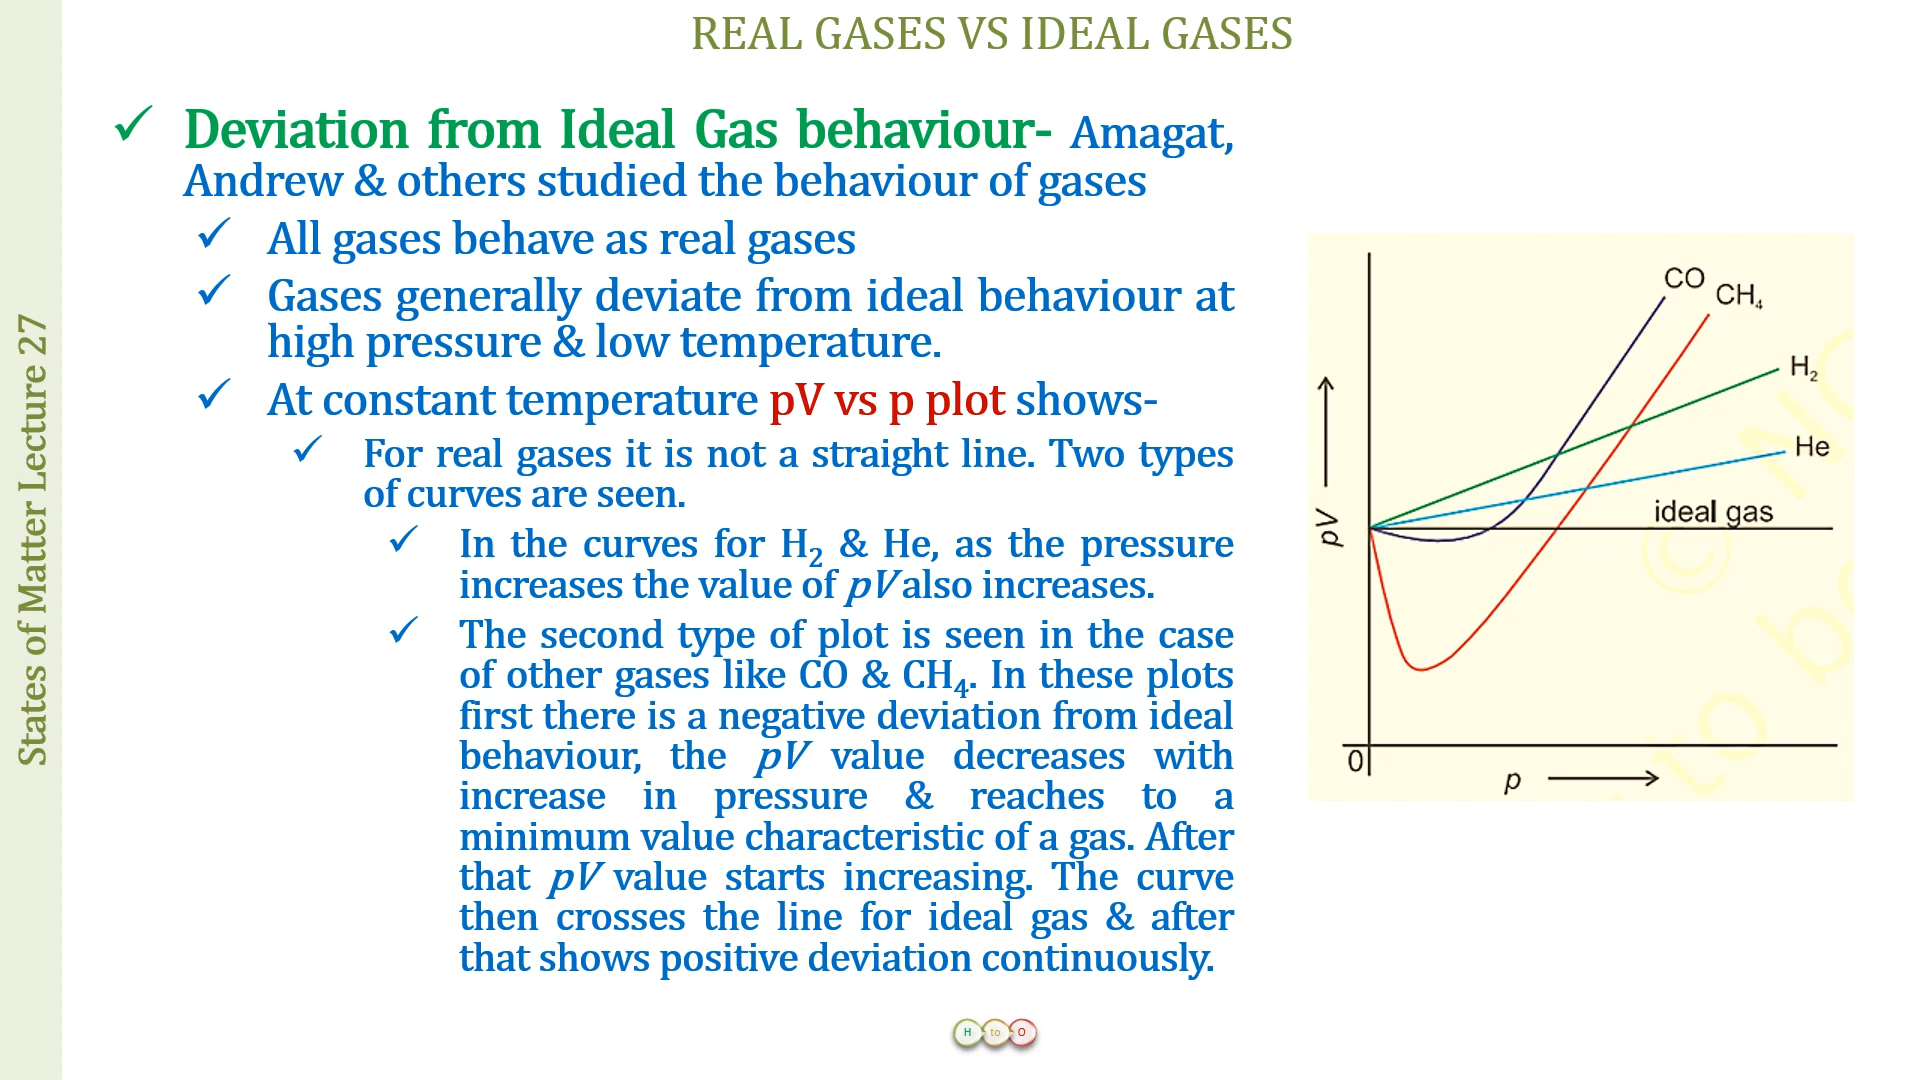 REAL GASES VS IDEAL GASES
States of Matter Lecture 27
✓ Deviation from Ideal Gas behaviour- Amagat,
Andrew & others studied the behaviour of gases
✓ All gases behave as real gases
✓ Gases generally deviate from ideal behaviour at
high pressure & low temperature.
✓ At constant temperature pV vs p plot shows-
✓ For real gases it is not a straight line. Two types
of curves are seen.
✓ In the curves for H₂ & He, as the pressure
increases the value of pV also increases.
✓ The second type of plot is seen in the case
of other gases like CO & CH₄. In these plots
first there is a negative deviation from ideal
behaviour, the pV value decreases with
increase in pressure & reaches to a
minimum value characteristic of a gas. After
that pV value starts increasing. The curve
then crosses the line for ideal gas & after
that shows positive deviation continuously.
CO
CH₄
H₂
He
ideal gas
pV
0
p
©
to
H to O